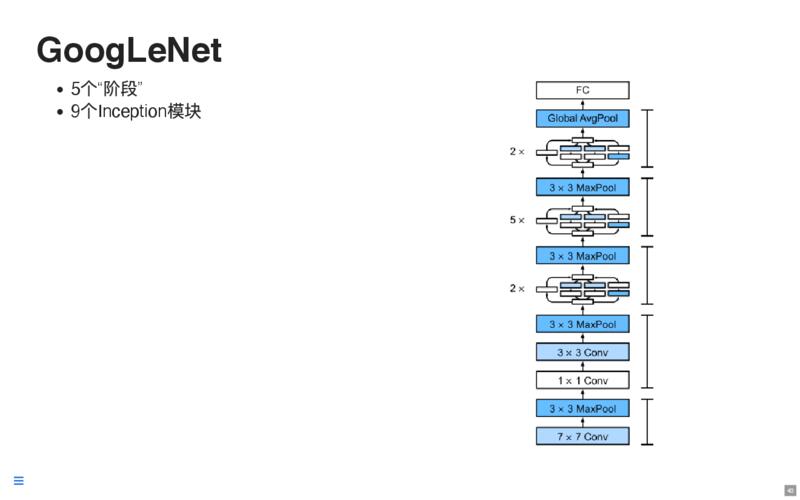 GoogLeNet
• 5个“阶段”
• 9个Inception模块
FC
Global AvgPool
2 ×
3 × 3 MaxPool
5 ×
3 × 3 MaxPool
2 ×
3 × 3 MaxPool
3 × 3 Conv
1 × 1 Conv
3 × 3 MaxPool
7 × 7 Conv